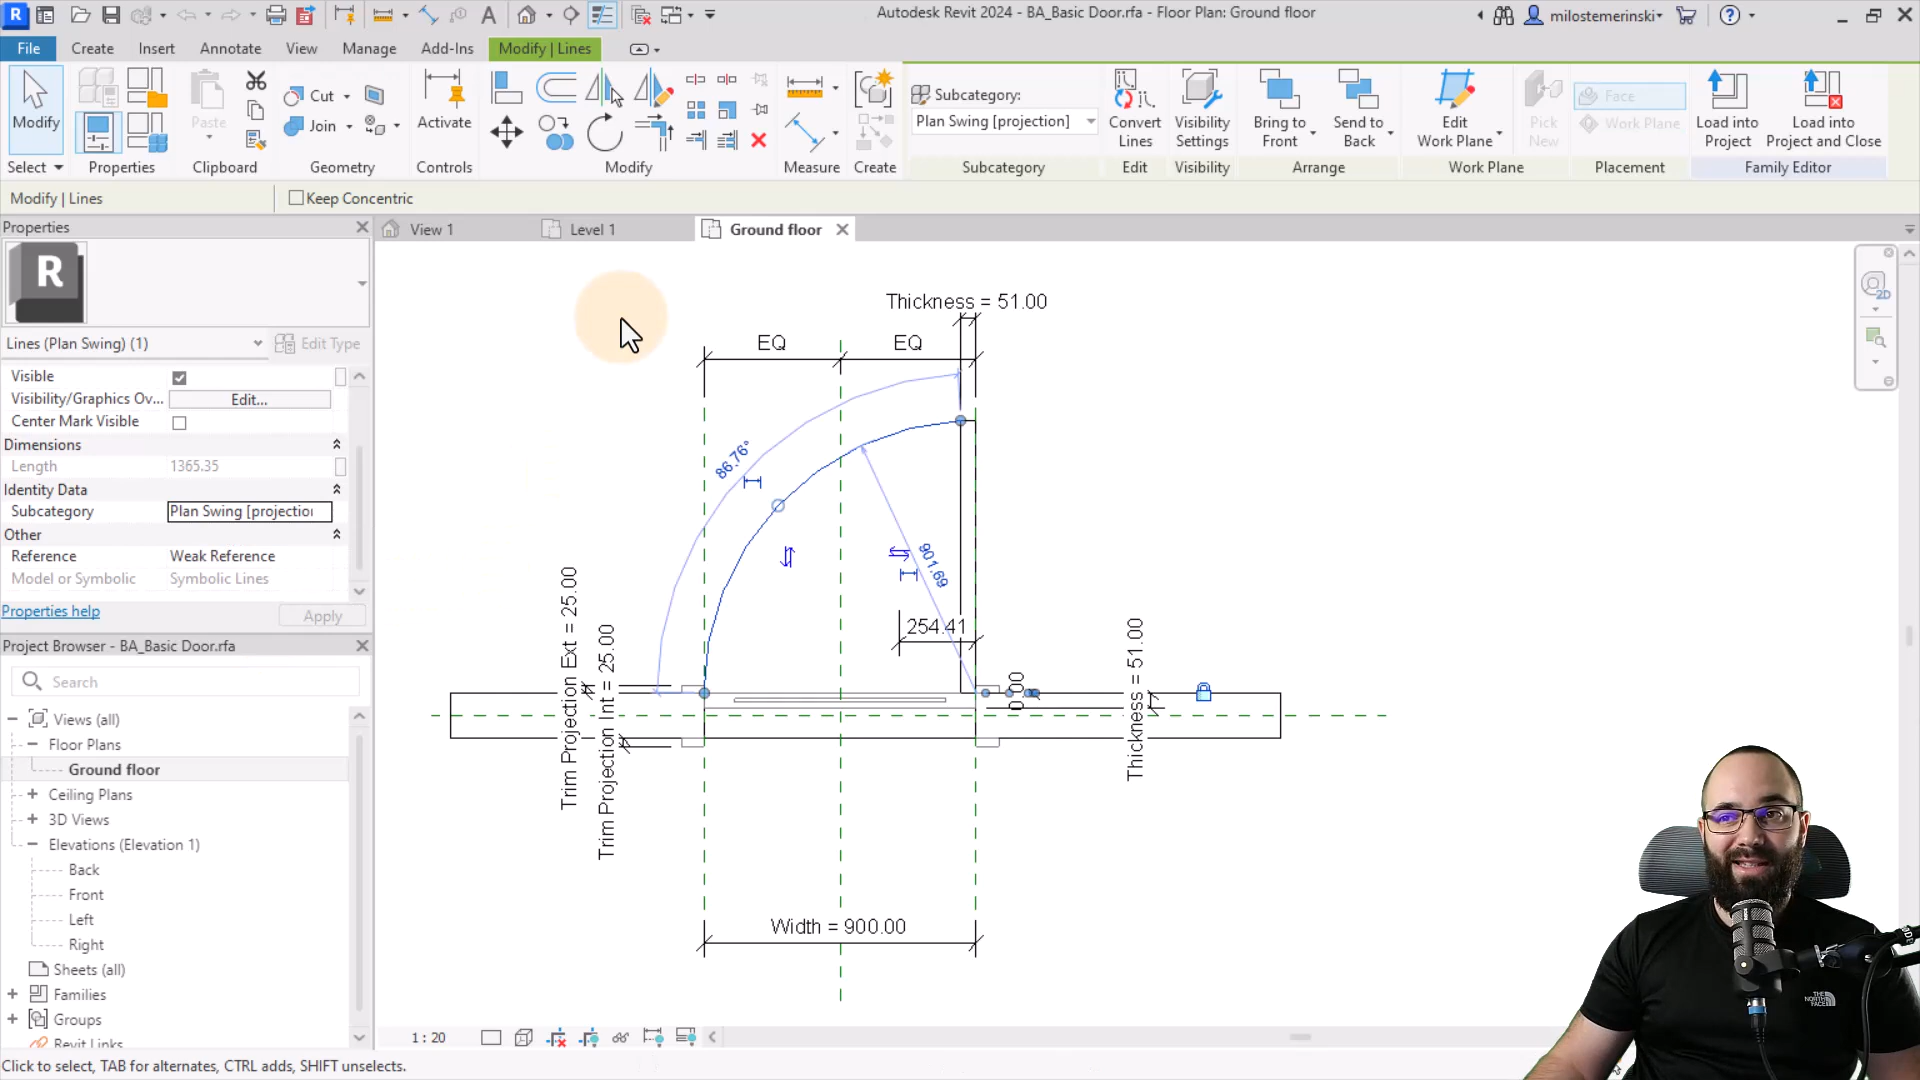 Autodesk Revit 2024 - BA_Basic Door.rfa - Floor Plan: Ground floor
milostemerinski
File
Create
Insert
Annotate
View
Manage
Add-Ins
Modify | Lines
Modify
Select
Properties
Paste
Clipboard
Cut
Join
Geometry
Activate
Controls
Modify
Measure
Create
Subcategory:
Plan Swing [projection]
Subcategory
Convert
Lines
Edit
Visibility
Settings
Visibility
Bring to
Front
Send to
Back
Arrange
Edit
Work Plane
Work Plane
Pick
New
Face
Work Plane
Placement
Load into
Project
Load into
Project and Close
Family Editor
Modify | Lines
Keep Concentric
Properties
R
Lines (Plan Swing) (1)
Edit Type
Visible
Visibility/Graphics Ov...
Edit...
Center Mark Visible
Dimensions
Length
1365.35
Identity Data
Subcategory
Plan Swing [projection
Other
Reference
Weak Reference
Model or Symbolic
Symbolic Lines
Properties help
Apply
Project Browser - BA_Basic Door.rfa
Search
Views (all)
Floor Plans
Ground floor
Ceiling Plans
3D Views
Elevations (Elevation 1)
Back
Front
Left
Right
Sheets (all)
Families
Groups
Revit Links
View 1
Level 1
Ground floor
2D
Thickness = 51.00
EQ
EQ
86.76°
901.69
254.41
0.00
Trim Projection Ext = 25.00
Trim Projection Int = 25.00
Thickness = 51.00
Width = 900.00
1 : 20
Click to select, TAB for alternates, CTRL adds, SHIFT unselects.
THE
NORTH
FACE